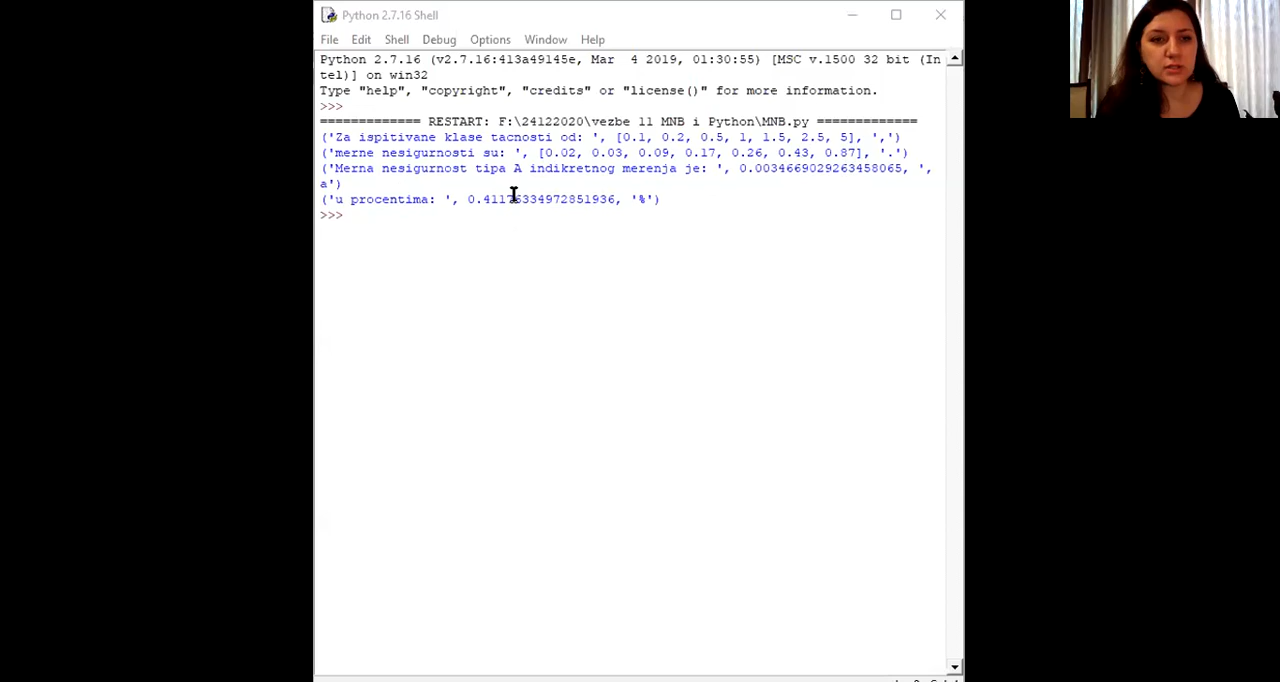 Python 2.7.16 Shell
File Edit Shell Debug Options Window Help
Python 2.7.16 (v2.7.16:413a49145e, Mar  4 2019, 01:30:55) [MSC v.1500 32 bit (In
tel)] on win32
Type "help", "copyright", "credits" or "license()" for more information.
>>>
============= RESTART: F:\24122020\vezbe 11 MNB i Python\MNB.py =============
('Za ispitivane klase tacnosti od: ', [0.1, 0.2, 0.5, 1, 1.5, 2.5, 5], ',')
('merne nesigurnosti su: ', [0.02, 0.03, 0.09, 0.17, 0.26, 0.43, 0.87], '.')
('Merna nesigurnost tipa A indikretnog merenja je: ', 0.0034669029263458065, ',
a')
('u procentima: ', 0.41176334972851936, '%')
>>>